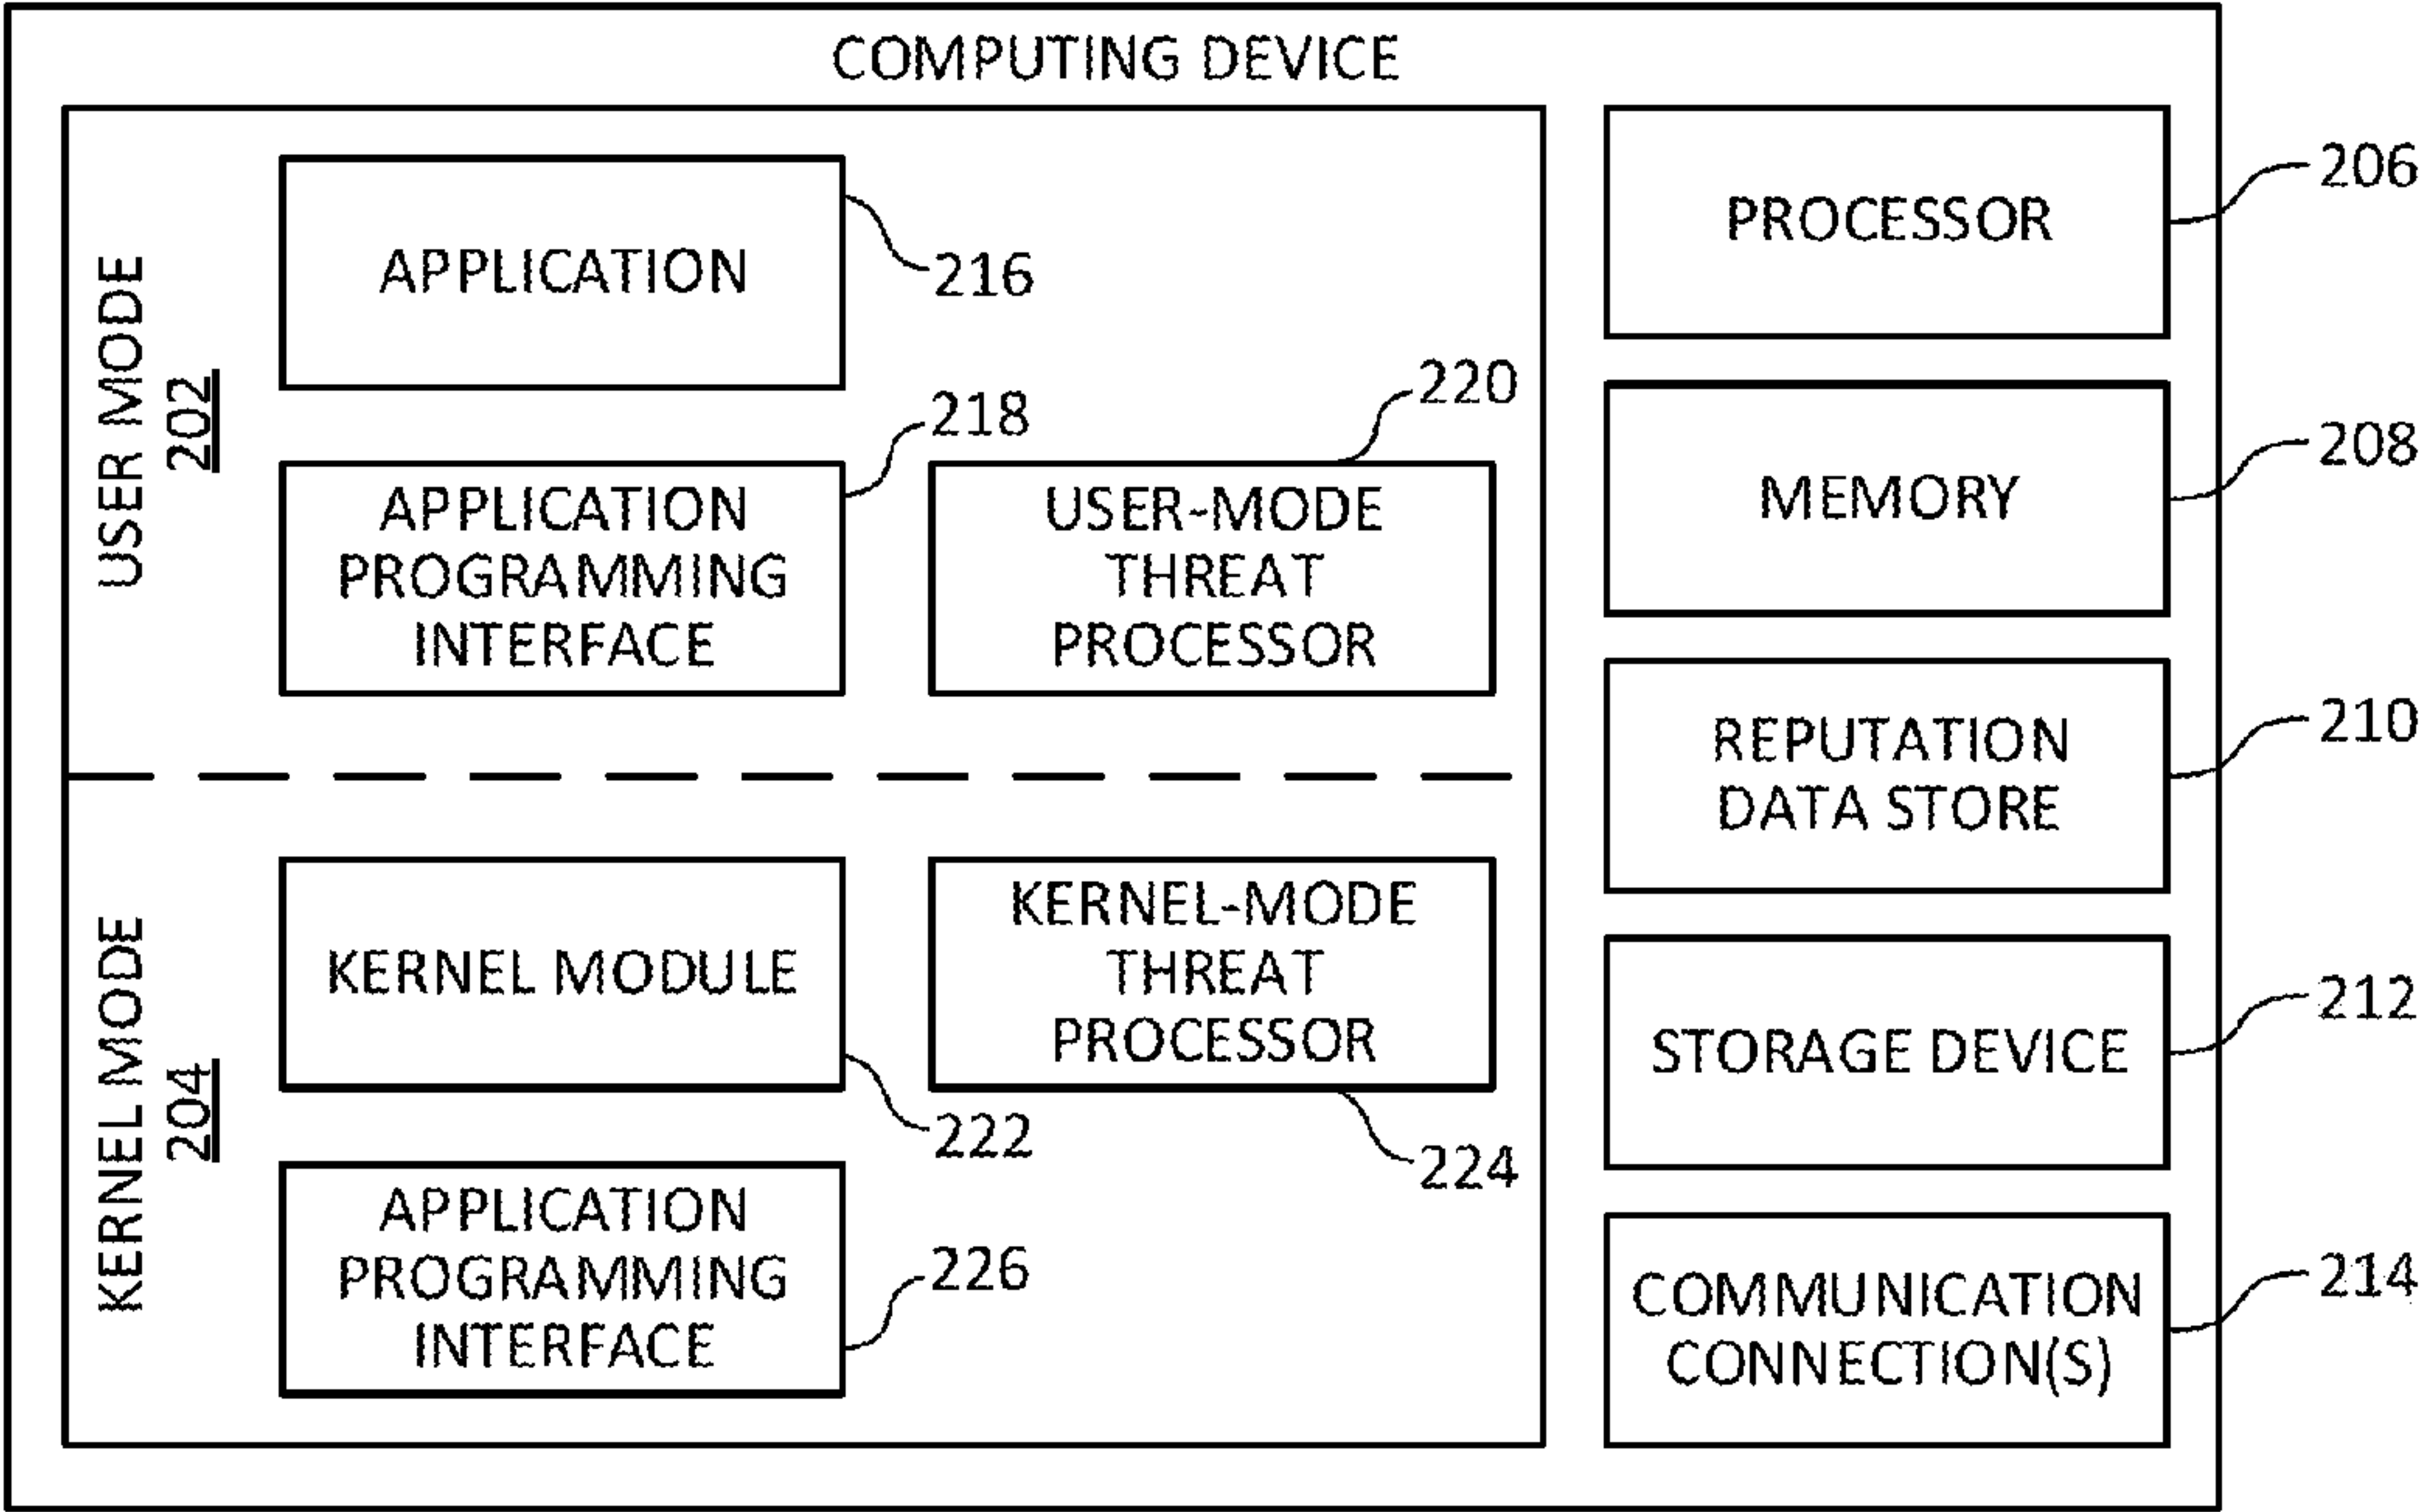 COMPUTING DEVICE
USER MODE
202
APPLICATION
216
218
APPLICATION
PROGRAMMING
INTERFACE
220
USER-MODE
THREAT
PROCESSOR
KERNEL MODE
204
KERNEL MODULE
222
KERNEL-MODE
THREAT
PROCESSOR
224
APPLICATION
PROGRAMMING
INTERFACE
226
PROCESSOR
206
MEMORY
208
REPUTATION
DATA STORE
210
STORAGE DEVICE
212
COMMUNICATION
CONNECTION(S)
214